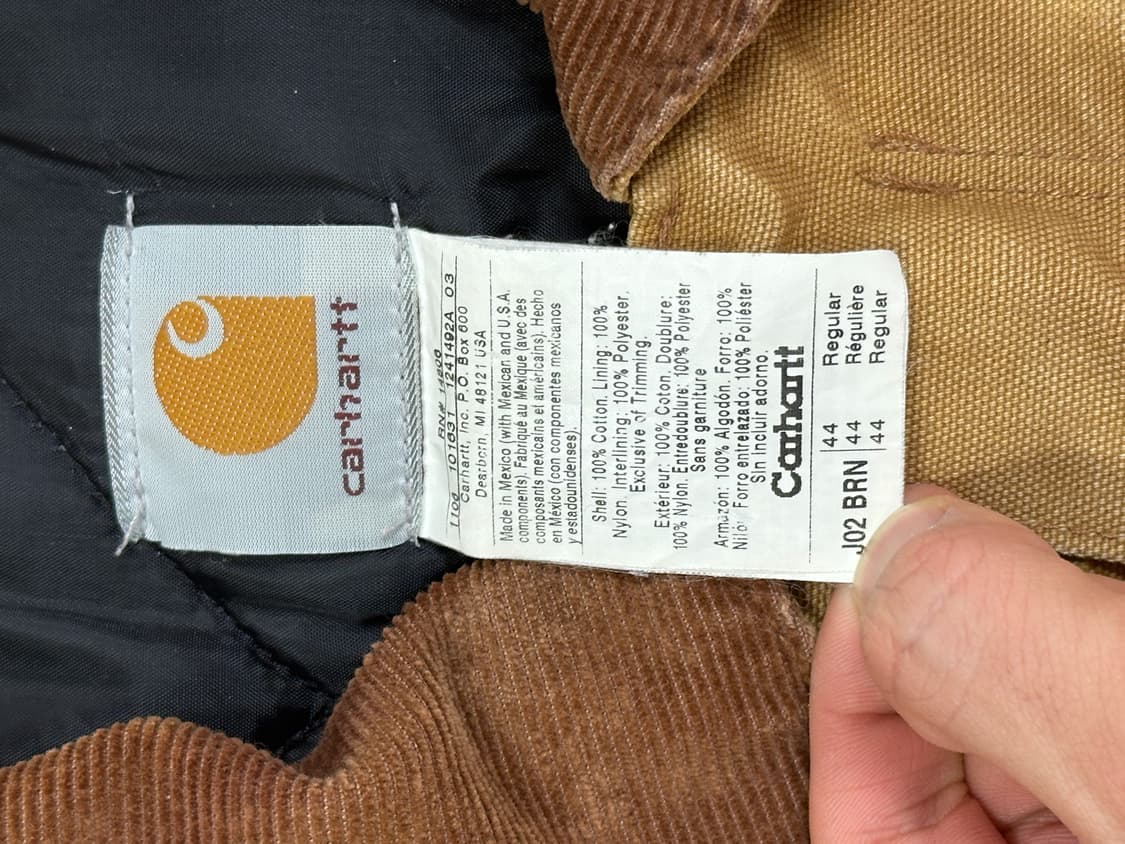 carhartt
RN# 14806
1100 101631 1241492A 03
Carhartt, Inc. P.O. Box 600
Dearborn, MI 48121 USA
Made in Mexico (with Mexican and U.S.A.
components). Fabriqué au Mexique (avec des
composants mexicains et américains). Hecho
en México (con componentes mexicanos
y estadounidenses).
Shell: 100% Cotton, Lining: 100%
Nylon, Interlining: 100% Polyester,
Exclusive of Trimming.
Extérieur: 100% Coton, Doublure:
100% Nylon, Entredoublure: 100% Polyester
Sans garniture
Armazón: 100% Algodón, Forro: 100%
Nilón Forro entrelazado: 100% Poliéster
Sin Incluir adorno.
Carhartt
44 Regular
J02 BRN 44 Régulière
44 Regular